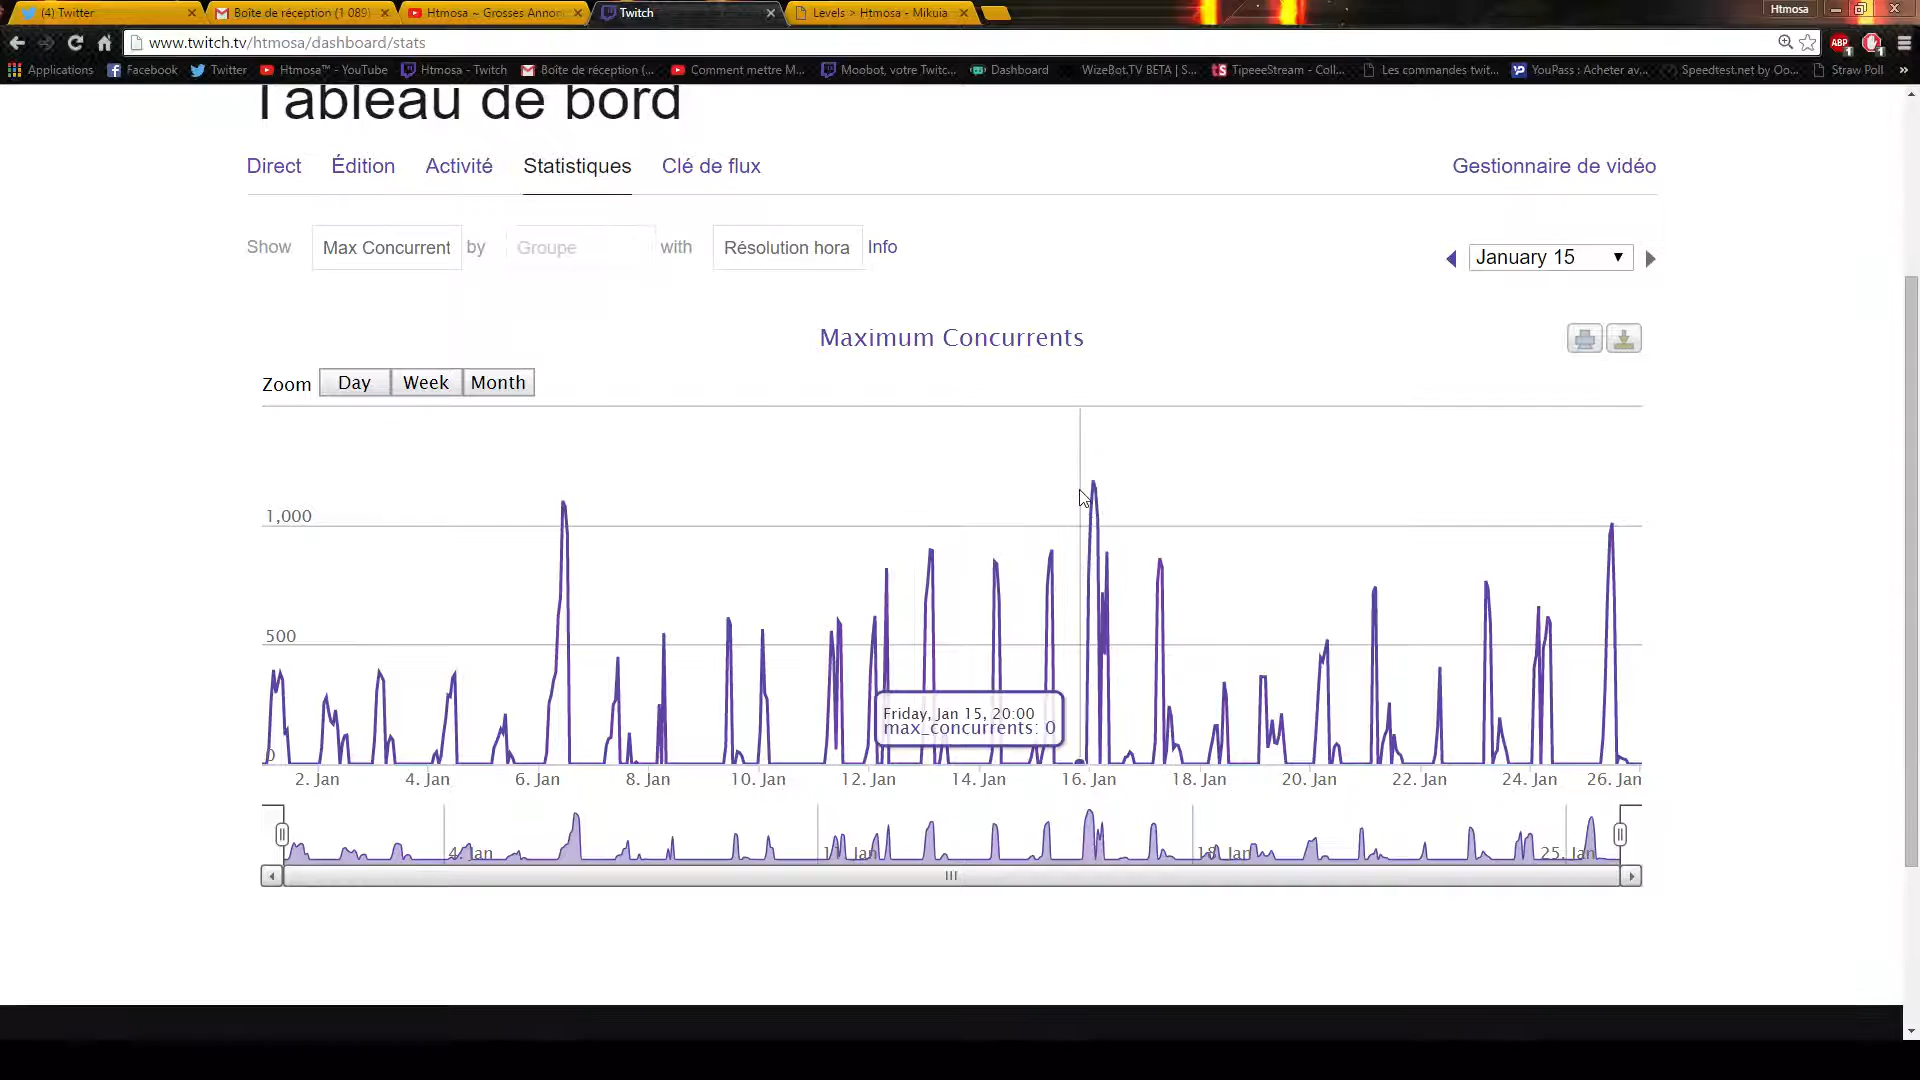 (4) Twitter
Boîte de réception (1 089)
Htmosa ~ Grosses Annon
Twitch
Levels > Htmosa - Mikuia
Htmosa
www.twitch.tv/htmosa/dashboard/stats
Applications
Facebook
Twitter
Htmosa™ - YouTube
Htmosa - Twitch
Boîte de réception (...
Comment mettre M...
Moobot, votre Twitc...
Dashboard
WizeBot.TV BETA | S...
TipeeeStream - Coll...
Les commandes twit...
YouPass : Acheter av...
Speedtest.net by Oo...
Straw Poll
»
Tableau de bord
Direct
Édition
Activité
Statistiques
Clé de flux
Gestionnaire de vidéo
Show
Max Concurrent
by
Groupe
with
Résolution hora
Info
January 15
Maximum Concurrents
Zoom
Day
Week
Month
1,000
500
0
Friday, Jan 15, 20:00
max_concurrents: 0
2. Jan
4. Jan
6. Jan
8. Jan
10. Jan
12. Jan
14. Jan
16. Jan
18. Jan
20. Jan
22. Jan
24. Jan
26. Jan
4. Jan
11. Jan
18. Jan
25. Jan